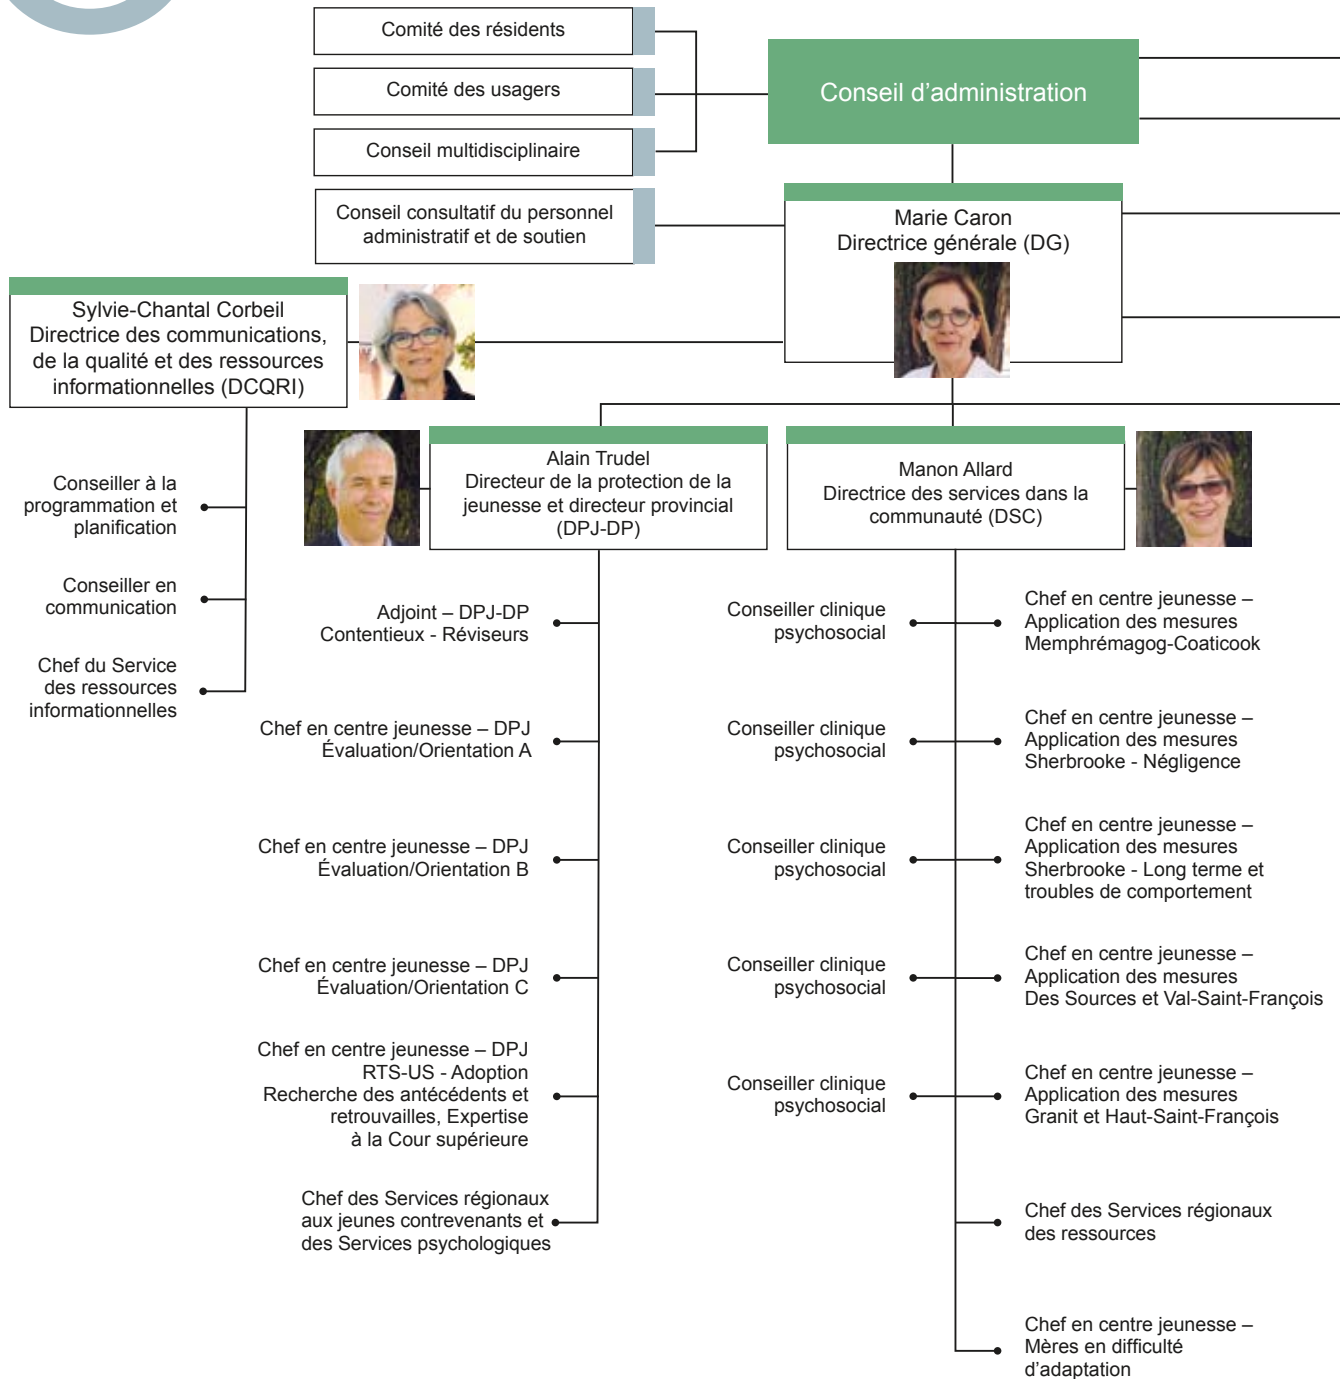 Comité des résidents
Comité des usagers
Conseil multidisciplinaire
Conseil consultatif du personnel
administratif et de soutien
Conseil d’administration
Marie Caron
Directrice générale (DG)
Sylvie-Chantal Corbeil
Directrice des communications,
de la qualité et des ressources
informationnelles (DCQRI)
Conseiller à la
programmation et
planification
Conseiller en
communication
Chef du Service
des ressources
informationnelles
Alain Trudel
Directeur de la protection de la
jeunesse et directeur provincial
(DPJ-DP)
Adjoint – DPJ-DP
Contentieux - Réviseurs
Chef en centre jeunesse – DPJ
Évaluation/Orientation A
Chef en centre jeunesse – DPJ
Évaluation/Orientation B
Chef en centre jeunesse – DPJ
Évaluation/Orientation C
Chef en centre jeunesse – DPJ
RTS-US - Adoption
Recherche des antécédents et
retrouvailles, Expertise
à la Cour supérieure
Chef des Services régionaux
aux jeunes contrevenants et
des Services psychologiques
Manon Allard
Directrice des services dans la
communauté (DSC)
Conseiller clinique
psychosocial
Chef en centre jeunesse –
Application des mesures
Memphrémagog-Coaticook
Conseiller clinique
psychosocial
Chef en centre jeunesse –
Application des mesures
Sherbrooke - Négligence
Conseiller clinique
psychosocial
Chef en centre jeunesse –
Application des mesures
Sherbrooke - Long terme et
troubles de comportement
Conseiller clinique
psychosocial
Chef en centre jeunesse –
Application des mesures
Des Sources et Val-Saint-François
Conseiller clinique
psychosocial
Chef en centre jeunesse –
Application des mesures
Granit et Haut-Saint-François
Chef des Services régionaux
des ressources
Chef en centre jeunesse –
Mères en difficulté
d’adaptation